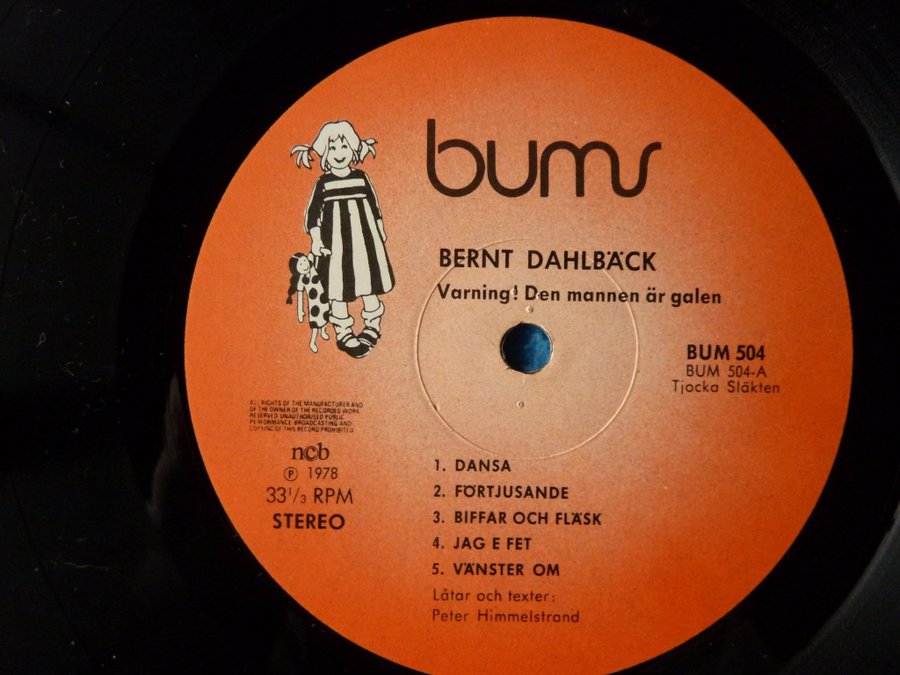 bums
BERNT DAHLBÄCK
Varning! Den mannen är galen
BUM 504
BUM 504-A
Tjocka Släkten
ALL RIGHTS OF THE MANUFACTURER AND
OF THE OWNER OF THE RECORDED WORK
RESERVED UNAUTHORISED PUBLIC
PERFORMANCE BROADCASTING AND
COPYING OF THIS RECORD PROHIBITED
ncb
℗ 1978
33 1/3 RPM
STEREO
1. DANSA
2. FÖRTJUSANDE
3. BIFFAR OCH FLÄSK
4. JAG E FET
5. VÄNSTER OM
Låtar och texter:
Peter Himmelstrand